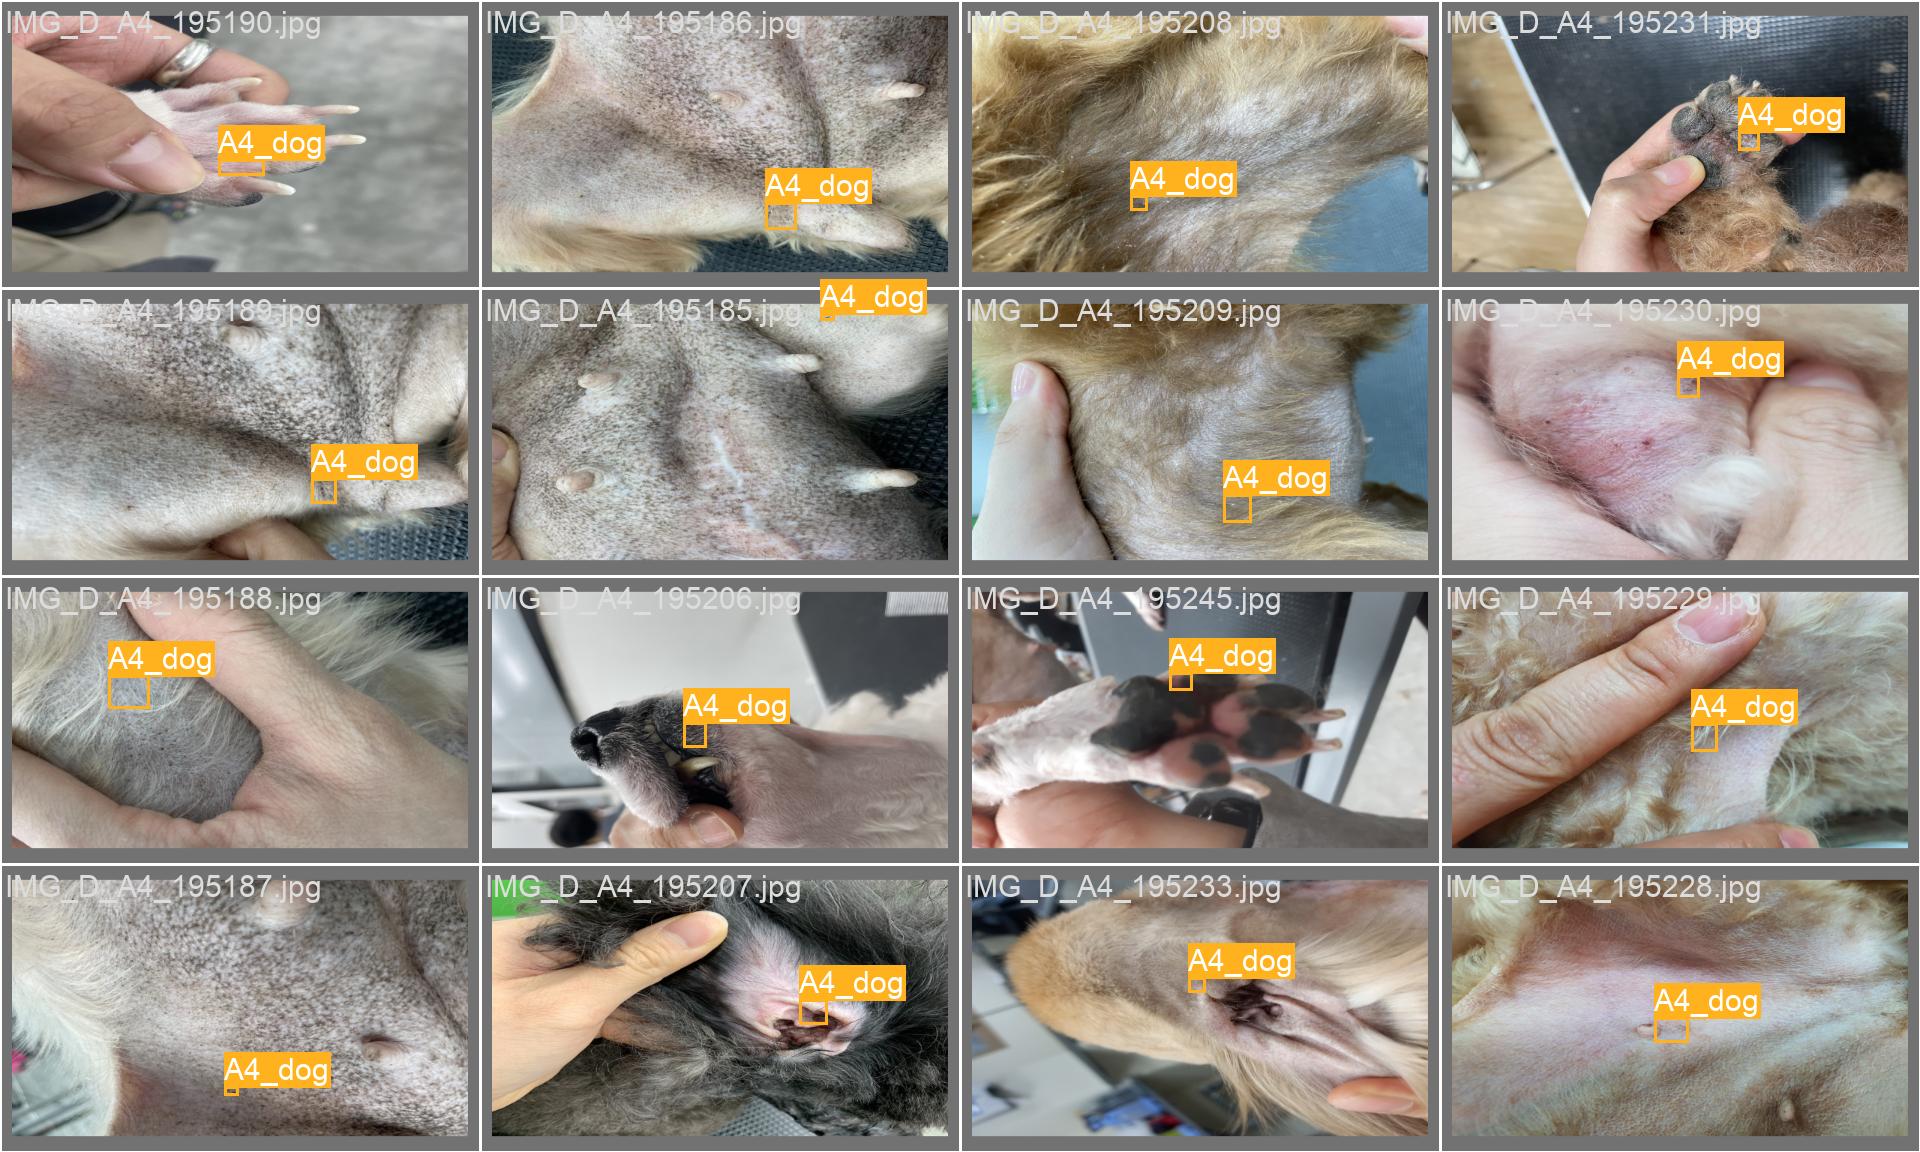 IMG_D_A4_195190.jpg
A4_dog
IMG_D_A4_195186.jpg
A4_dog
IMG_D_A4_195208.jpg
A4_dog
IMG_D_A4_195231.jpg
A4_dog
IMG_D_A4_195189.jpg
A4_dog
IMG_D_A4_195185.jpg
A4_dog
IMG_D_A4_195209.jpg
A4_dog
IMG_D_A4_195230.jpg
A4_dog
IMG_D_A4_195188.jpg
A4_dog
IMG_D_A4_195206.jpg
A4_dog
IMG_D_A4_195245.jpg
A4_dog
IMG_D_A4_195229.jpg
A4_dog
IMG_D_A4_195187.jpg
A4_dog
IMG_D_A4_195207.jpg
A4_dog
IMG_D_A4_195233.jpg
A4_dog
IMG_D_A4_195228.jpg
A4_dog